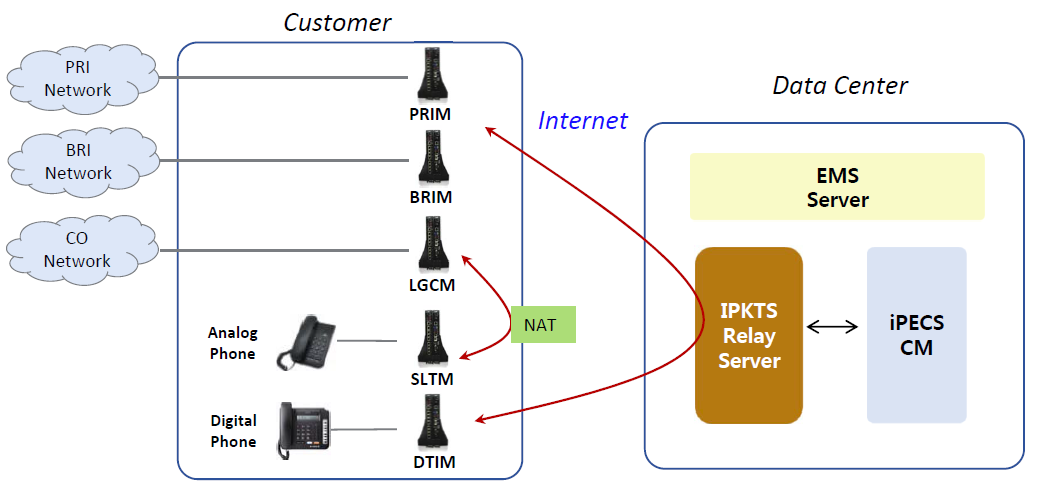 Customer
PRI
Network
PRIM
BRI
Network
BRIM
CO
Network
LGCM
Analog
Phone
SLTM
Digital
Phone
DTIM
NAT
Internet
Data Center
EMS
Server
IPKTS
Relay
Server
iPECS
CM